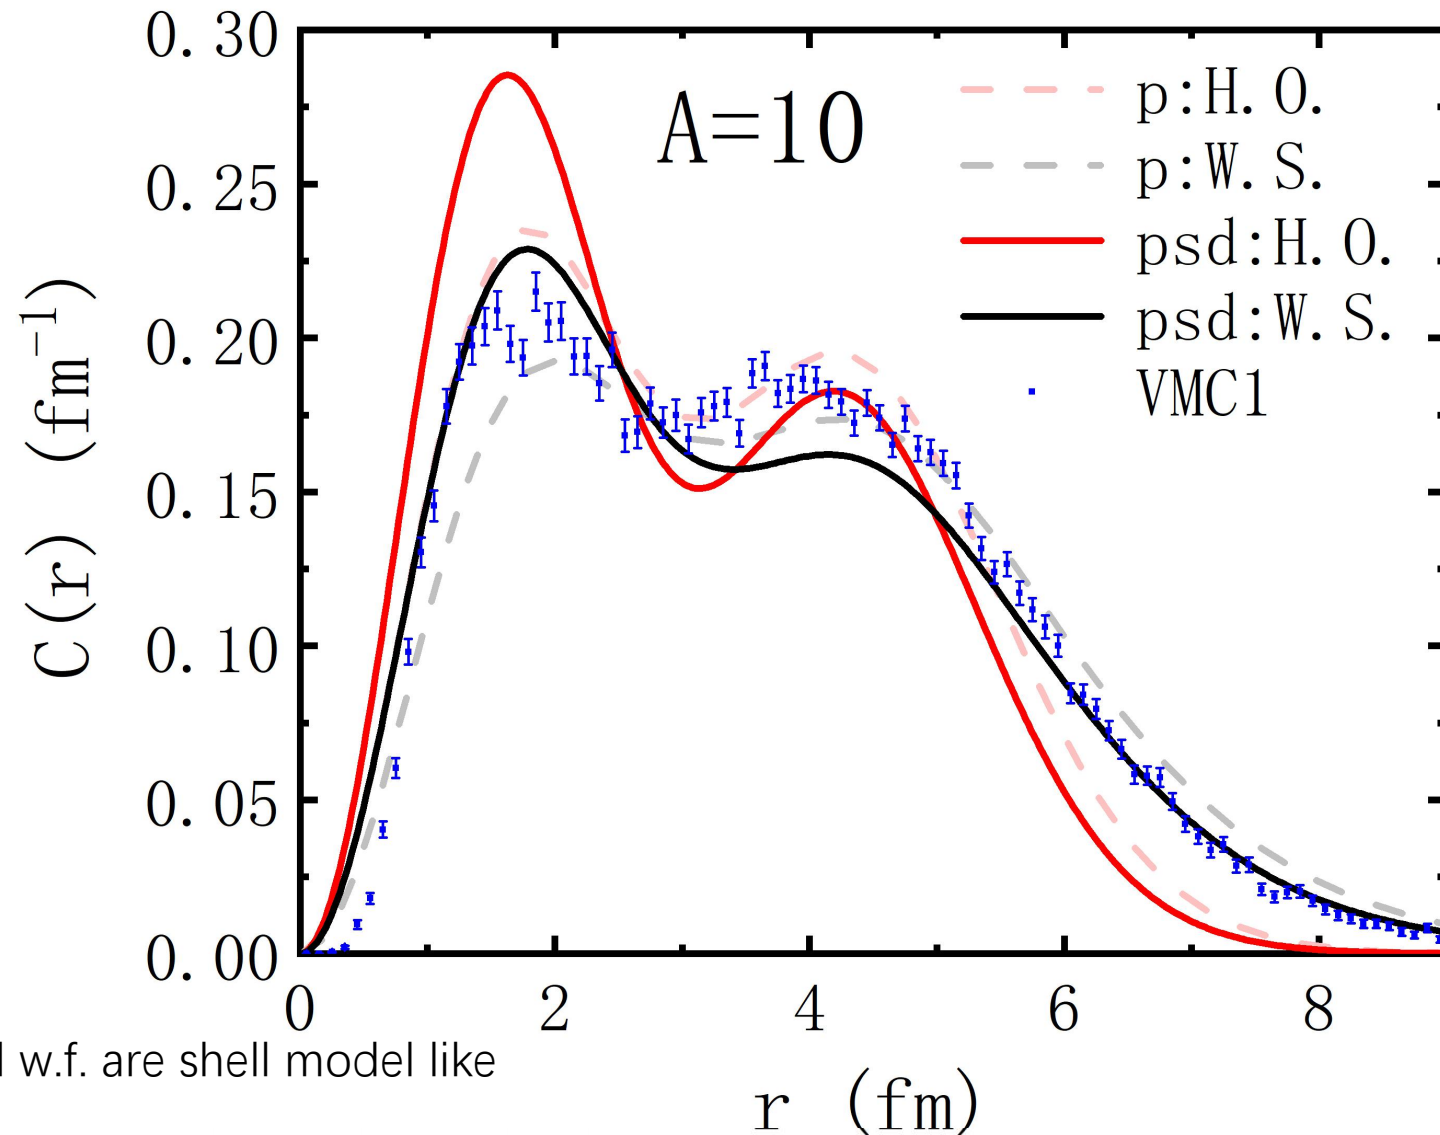 0.30
0.25
0.20
0.15
0.10
0.05
0.00
C(r) (fm⁻¹)
A=10
p:H.O.
p:W.S.
psd:H.O.
psd:W.S.
VMC1
0 2 4 6 8
w.f. are shell model like
r (fm)